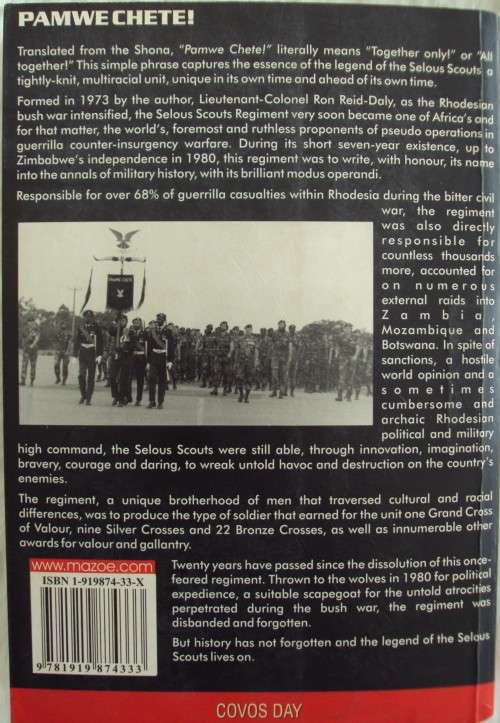 PAMWE CHETE!
Translated from the Shona, "Pamwe Chete!" literally means "Together only!" or "All
together!" This simple phrase captures the essence of the legend of the Selous Scouts: a
tightly-knit, multiracial unit, unique in its own time and ahead of its own time.
Formed in 1973 by the author, Lieutenant-Colonel Ron Reid-Daly, as the Rhodesian
bush war intensified, the Selous Scouts Regiment very soon became one of Africa's and
for that matter, the world's, foremost and ruthless proponents of pseudo operations in
guerrilla counter-insurgency warfare. During its short seven-year existence, up to
Zimbabwe's independence in 1980, this regiment was to write, with honour, its name
into the annals of military history, with its brilliant modus operandi.
Responsible for over 68% of guerrilla casualties within Rhodesia during the bitter civil
war, the regiment
was also directly
responsible for
countless thousands
more, accounted for
on numerous
external raids into
Zambia,
Mozambique and
Botswana. In spite of
sanctions, a hostile
world opinion and a
sometimes
cumbersome and
archaic Rhodesian
political and military
high command, the Selous Scouts were still able, through innovation, imagination,
bravery, courage and daring, to wreak untold havoc and destruction on the country's
enemies.
PAMWE CHETE
The regiment, a unique brotherhood of men that traversed cultural and racial
differences, was to produce the type of soldier that earned for the unit one Grand Cross
of Valour, nine Silver Crosses and 22 Bronze Crosses, as well as innumerable other
awards for valour and gallantry.
Twenty years have passed since the dissolution of this once-
feared regiment. Thrown to the wolves in 1980 for political
expedience, a suitable scapegoat for the untold atrocities
perpetrated during the bush war, the regiment was
disbanded and forgotten.
But history has not forgotten and the legend of the Selous
Scouts lives on.
www.mazoe.com
ISBN 1-919874-33-X
9 781919 874333
COVOS DAY